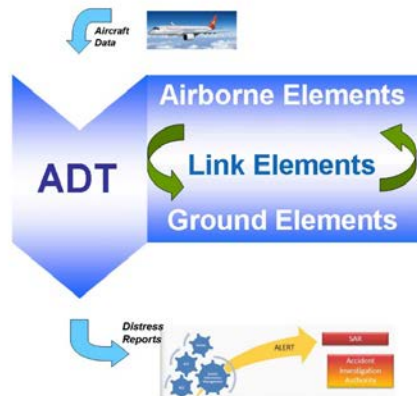 Aircraft
Data
Airborne Elements
ADT
Link Elements
Ground Elements
Distress
Reports
ALERT
SAR
Accident
Investigation
Authority